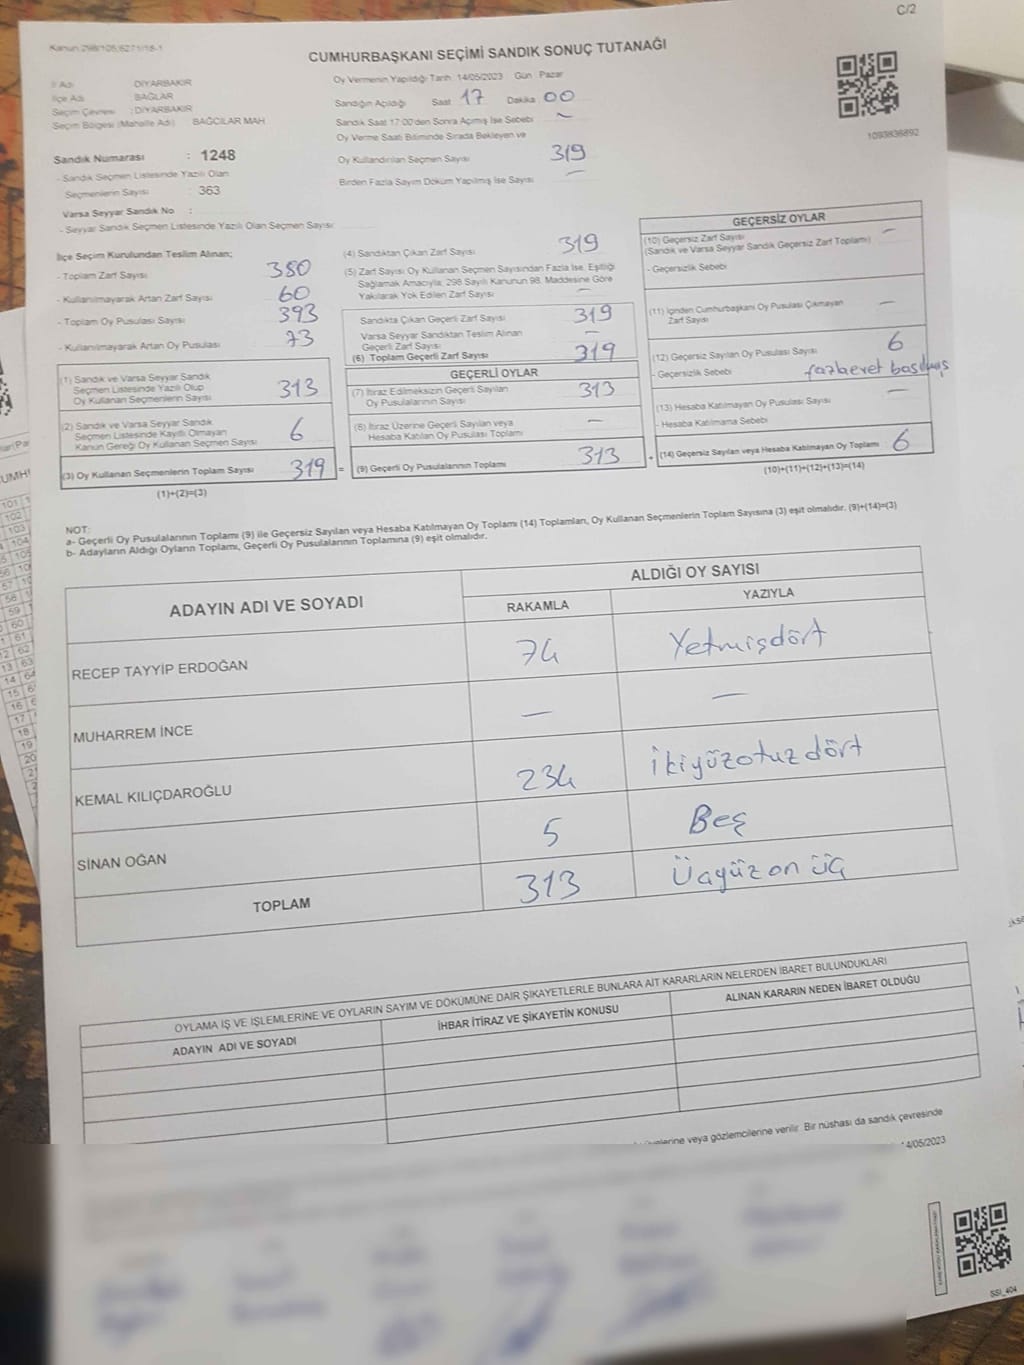 C/2
Kanun 298/105,6271/18-1
CUMHURBAŞKANI SEÇİMİ SANDIK SONUÇ TUTANAĞI
İl Adı : DİYARBAKIR
İlçe Adı : BAĞLAR
Seçim Çevresi : DİYARBAKIR
Seçim Bölgesi (Mahalle Adı) BAĞCILAR MAH
Sandık Numarası : 1248
- Sandık Seçmen Listesinde Yazılı Olan
Seçmenlerin Sayısı : 363
Varsa Seyyar Sandık No :
- Seyyar Sandık Seçmen Listesinde Yazılı Olan Seçmen Sayısı
Oy Vermenin Yapıldığı Tarih 14/05/2023 Gün Pazar
Sandığın Açıldığı Saat 17 Dakika 00
Sandık Saat 17:00'den Sonra Açılmış İse Sebebi ~
Oy Verme Saati Bitiminde Sırada Bekleyen ve
Oy Kullandırılan Seçmen Sayısı 319
Birden Fazla Sayım Döküm Yapılmış İse Sayısı —
1093836892
İlçe Seçim Kurulundan Teslim Alınan;
- Toplam Zarf Sayısı 380
- Kullanılmayarak Artan Zarf Sayısı 60
- Toplam Oy Pusulası Sayısı 393
- Kullanılmayarak Artan Oy Pusulası 73
(1) Sandık ve Varsa Seyyar Sandık
Seçmen Listesinde Yazılı Olup
Oy Kullanan Seçmenlerin Sayısı 313
(2) Sandık ve Varsa Seyyar Sandık
Seçmen Listesinde Kayıtlı Olmayan
Kanun Gereği Oy Kullanan Seçmen Sayısı 6
(3) Oy Kullanan Seçmenlerin Toplam Sayısı 319 =
(1)+(2)=(3)
(4) Sandıktan Çıkan Zarf Sayısı 319
(5) Zarf Sayısı Oy Kullanan Seçmen Sayısından Fazla İse, Eşitliği
Sağlamak Amacıyla, 298 Sayılı Kanunun 98. Maddesine Göre
Yakılarak Yok Edilen Zarf Sayısı —
Sandıkta Çıkan Geçerli Zarf Sayısı 319
Varsa Seyyar Sandıktan Teslim Alınan
Geçerli Zarf Sayısı —
(6) Toplam Geçerli Zarf Sayısı 319
GEÇERLİ OYLAR
(7) İtiraz Edilmeksizin Geçerli Sayılan
Oy Pusulalarının Sayısı 313
(8) İtiraz Üzerine Geçerli Sayılan veya
Hesaba Katılan Oy Pusulası Toplamı —
(9) Geçerli Oy Pusulalarının Toplamı 313 +
GEÇERSİZ OYLAR
(10) Geçersiz Zarf Sayısı —
(Sandık ve Varsa Seyyar Sandık Geçersiz Zarf Toplamı)
- Geçersizlik Sebebi
(11) İçinden Cumhurbaşkanı Oy Pusulası Çıkmayan
Zarf Sayısı —
(12) Geçersiz Sayılan Oy Pusulası Sayısı 6
- Geçersizlik Sebebi fazla evet basılmış
(13) Hesaba Katılmayan Oy Pusulası Sayısı —
- Hesaba Katılmama Sebebi
(14) Geçersiz Sayılan veya Hesaba Katılmayan Oy Toplamı 6
(10)+(11)+(12)+(13)=(14)
NOT:
a- Geçerli Oy Pusulalarının Toplamı (9) ile Geçersiz Sayılan veya Hesaba Katılmayan Oy Toplamı (14) Toplamları, Oy Kullanan Seçmenlerin Toplam Sayısına (3) eşit olmalıdır. (9)+(14)=(3)
b- Adayların Aldığı Oyların Toplamı, Geçerli Oy Pusulalarının Toplamına (9) eşit olmalıdır.
ADAYIN ADI VE SOYADI ALDIĞI OY SAYISI
RAKAMLA YAZIYLA
RECEP TAYYİP ERDOĞAN 74 Yetmişdört
MUHARREM İNCE — —
KEMAL KILIÇDAROĞLU 234 ikiyüzotuzdört
SİNAN OĞAN 5 Beş
TOPLAM 313 Üçyüz on üç
OYLAMA İŞ VE İŞLEMLERİNE VE OYLARIN SAYIM VE DÖKÜMÜNE DAİR ŞİKAYETLERLE BUNLARA AİT KARARLARIN NELERDEN İBARET BULUNDUKLARI
ADAYIN ADI VE SOYADI İHBAR İTİRAZ VE ŞİKAYETİN KONUSU ALINAN KARARIN NEDEN İBARET OLDUĞU
veya gözlemcilerine verilir. Bir nüshası da sandık çevresinde
14/05/2023
SSI_404